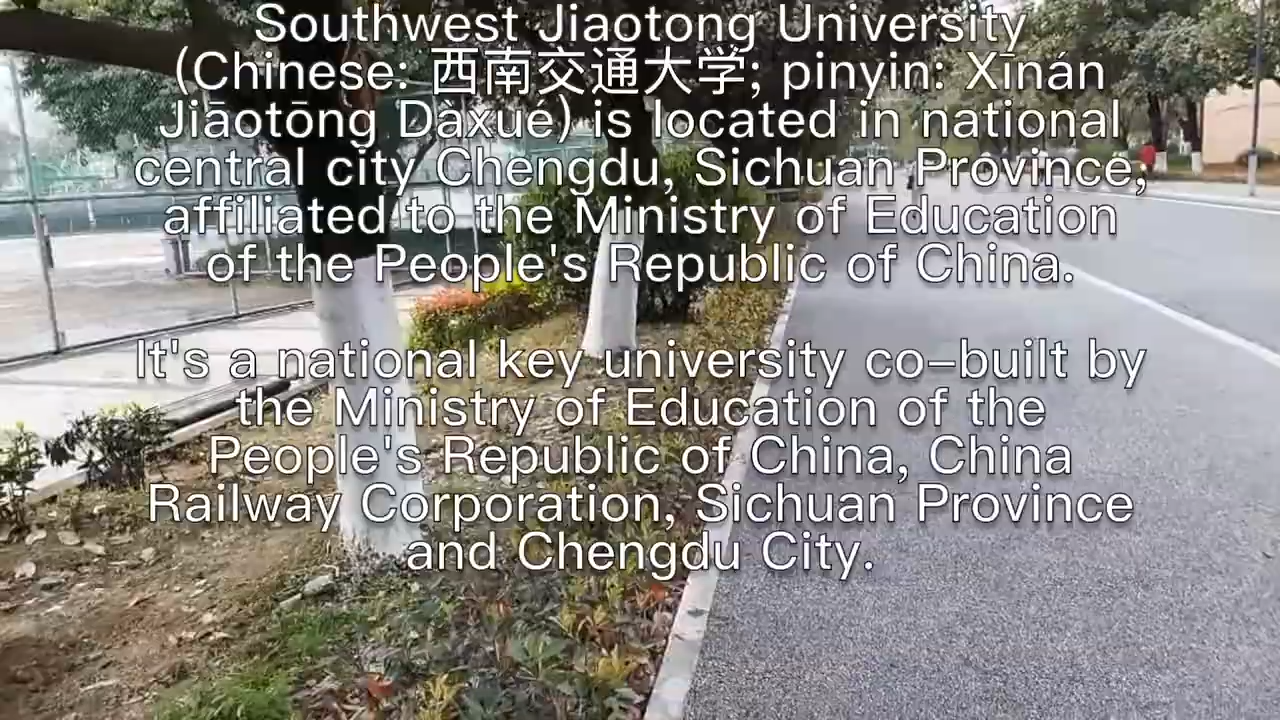 Southwest Jiaotong University
(Chinese: 西南交通大学; pinyin: Xīnán
Jiāotōng Dàxué) is located in national
central city Chengdu, Sichuan Province,
affiliated to the Ministry of Education
of the People's Republic of China.
It's a national key university co-built by
the Ministry of Education of the
People's Republic of China, China
Railway Corporation, Sichuan Province
and Chengdu City.